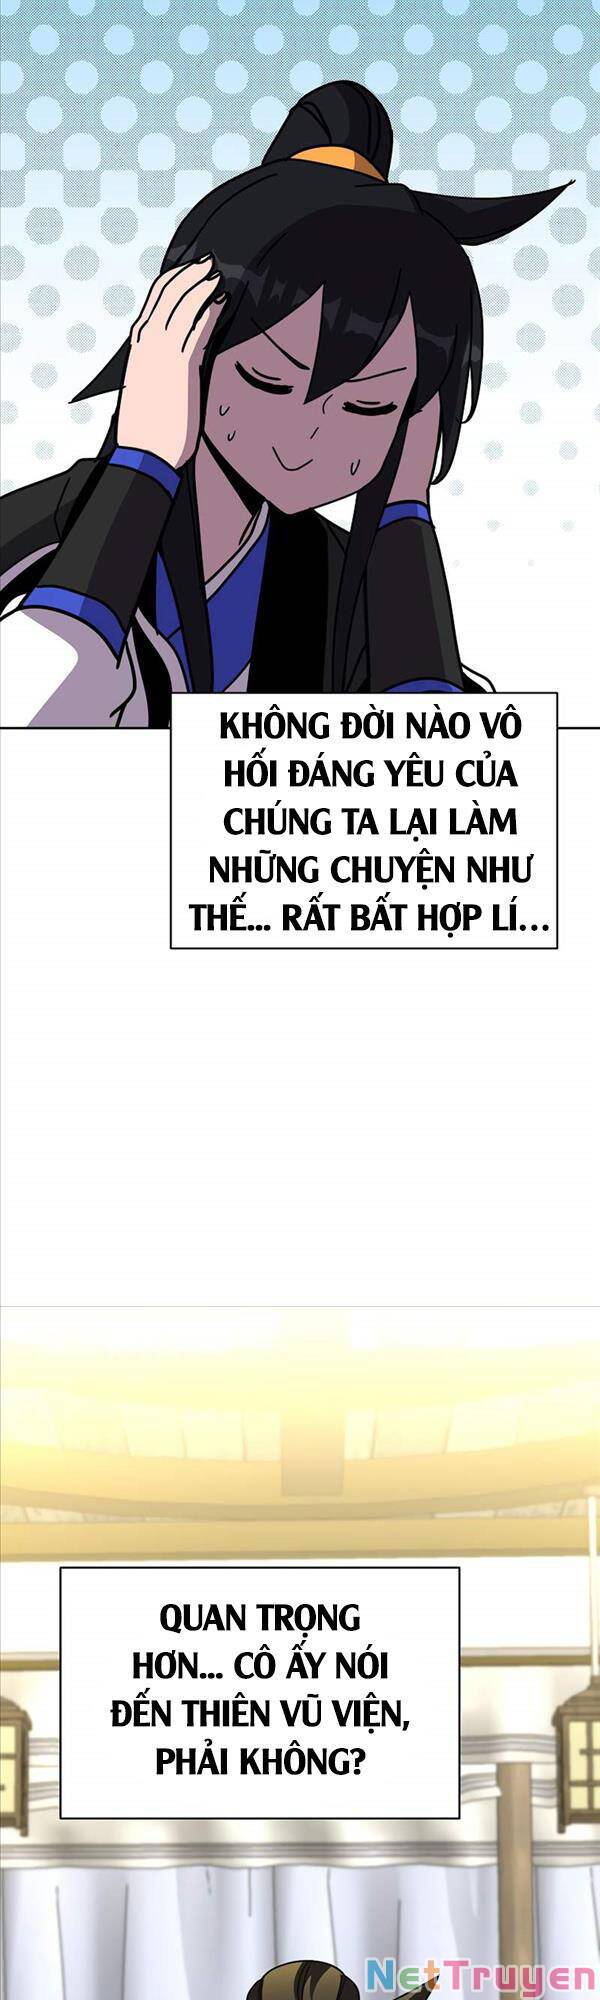 KHÔNG ĐỜI NÀO VÔ
HỐI ĐÁNG YÊU CỦA
CHÚNG TA LẠI LÀM
NHỮNG CHUYỆN NHƯ
THẾ... RẤT BẤT HỢP LÍ...
QUAN TRỌNG
HƠN... CÔ ẤY NÓI
ĐẾN THIÊN VŨ VIỆN,
PHẢI KHÔNG?
NetTruyen